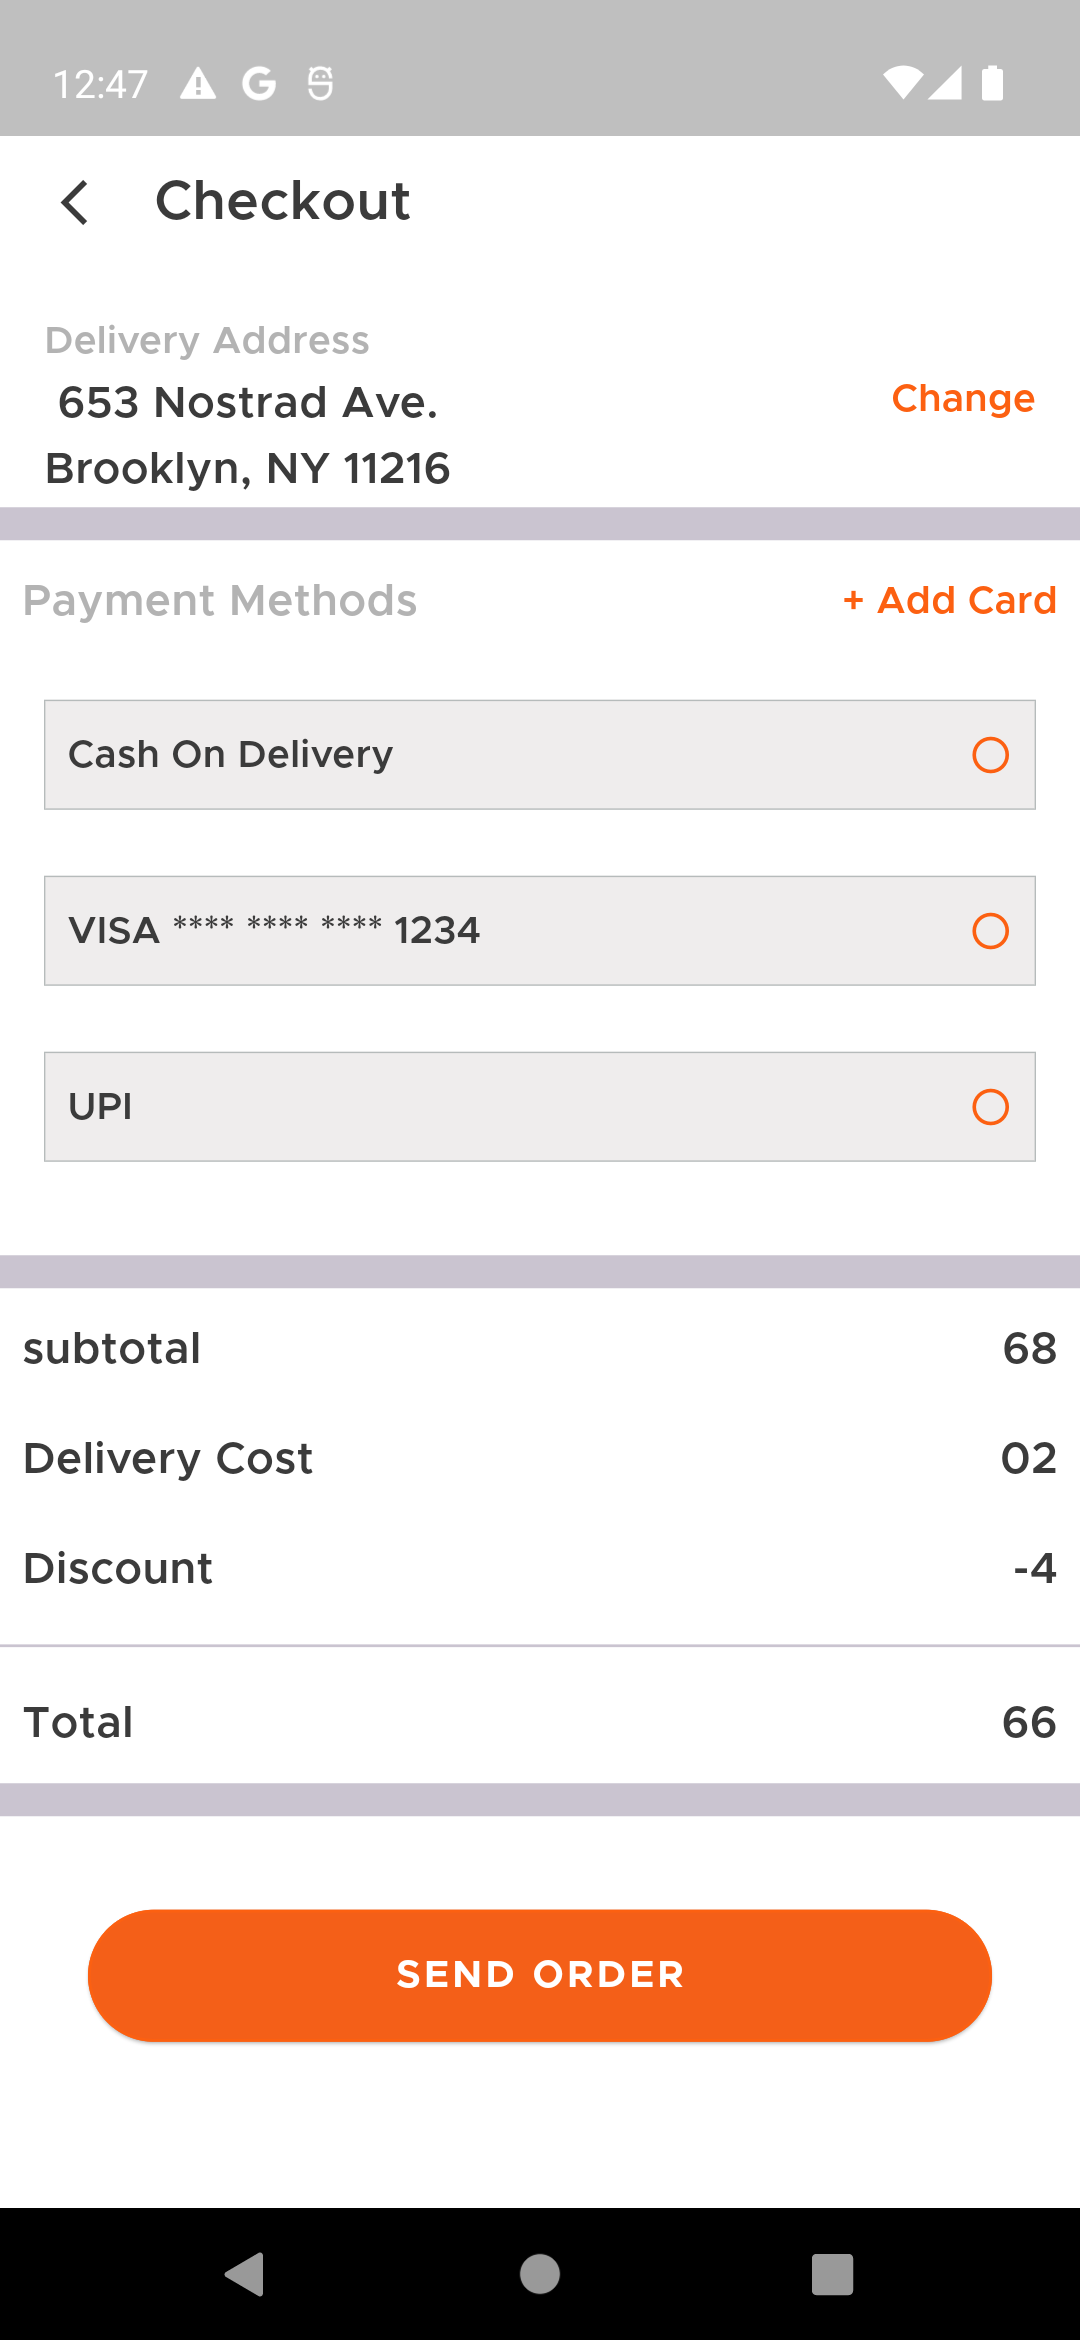 12:47
Checkout
Delivery Address
653 Nostrad Ave.
Change
Brooklyn, NY 11216
Payment Methods
+ Add Card
Cash On Delivery
VISA **** **** **** 1234
UPI
subtotal 68
Delivery Cost 02
Discount -4
Total 66
SEND ORDER